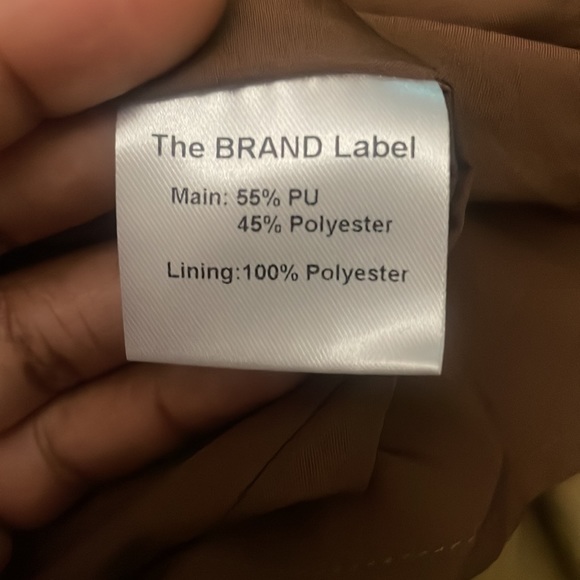 The BRAND Label
Main: 55% PU
45% Polyester
Lining:100% Polyester